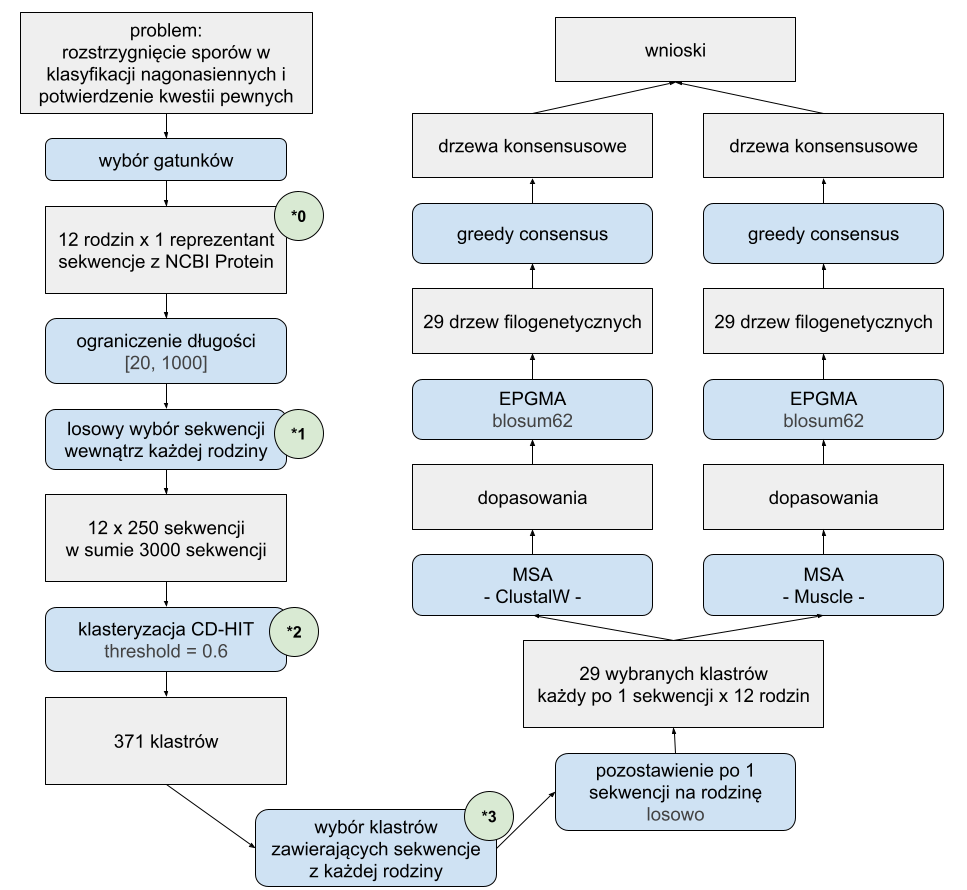 problem:
rozstrzygnięcie sporów w
klasyfikacji nagonasiennych i
potwierdzenie kwestii pewnych
wybór gatunków
*0
12 rodzin x 1 reprezentant
sekwencje z NCBI Protein
ograniczenie długości
[20, 1000]
losowy wybór sekwencji
wewnątrz każdej rodziny
*1
12 x 250 sekwencji
w sumie 3000 sekwencji
klasteryzacja CD-HIT
threshold = 0.6
*2
371 klastrów
*3
wybór klastrów
zawierających sekwencje
z każdej rodziny
pozostawienie po 1
sekwencji na rodzinę
losowo
29 wybranych klastrów
każdy po 1 sekwencji x 12 rodzin
MSA
- ClustalW -
dopasowania
EPGMA
blosum62
29 drzew filogenetycznych
greedy consensus
drzewa konsensusowe
MSA
- Muscle -
dopasowania
EPGMA
blosum62
29 drzew filogenetycznych
greedy consensus
drzewa konsensusowe
wnioski